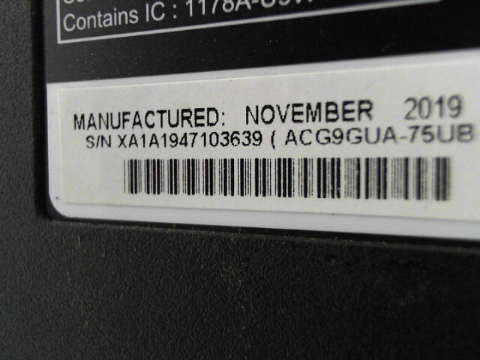 Contains IC : 1178A-
MANUFACTURED: NOVEMBER 2019
S/N XA1A1947103639 ( ACG9GUA-75UB